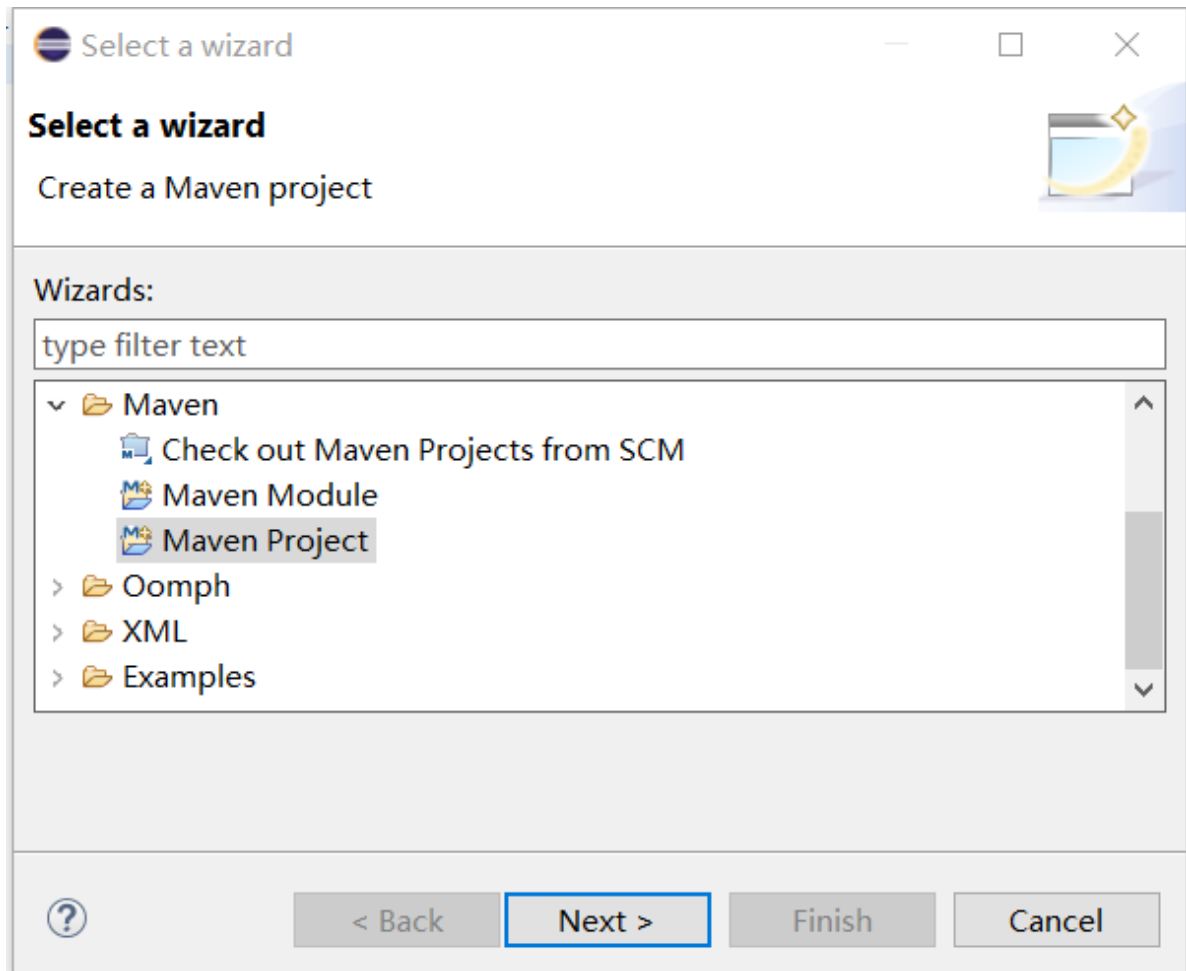 Select a wizard
Select a wizard
Create a Maven project
Wizards:
type filter text
Maven
Check out Maven Projects from SCM
Maven Module
Maven Project
Oomph
XML
Examples
< Back Next > Finish Cancel